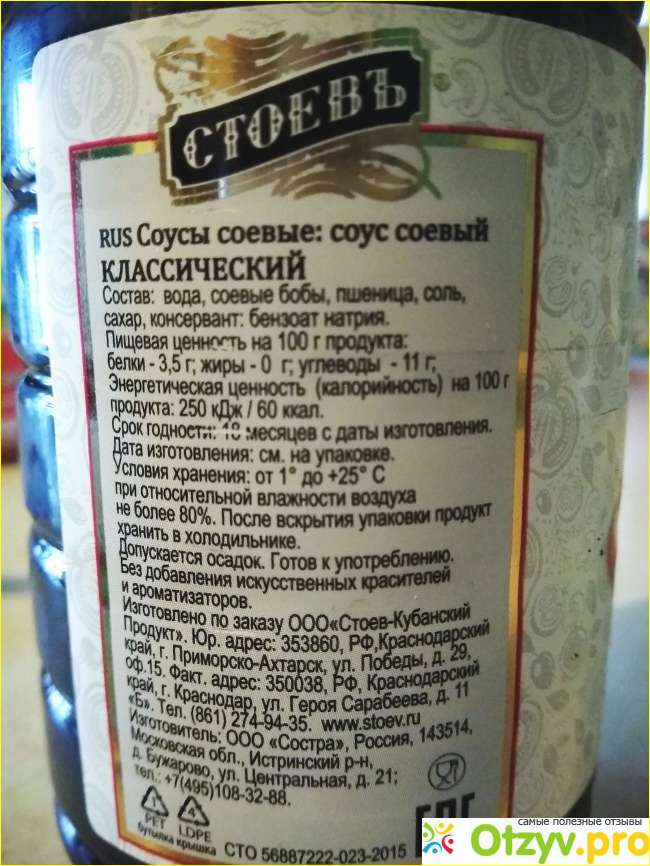 СТОЕВЪ
RUS Соусы соевые: соус соевый
КЛАССИЧЕСКИЙ
Состав: вода, соевые бобы, пшеница, соль,
сахар, консервант: бензоат натрия.
Пищевая ценность на 100 г продукта:
белки - 3,5 г; жиры - 0 г; углеводы - 11 г,
Энергетическая ценность (калорийность) на 100 г
продукта: 250 кДж / 60 ккал.
Срок годности: 18 месяцев с даты изготовления.
Дата изготовления: см. на упаковке.
Условия хранения: от 1° до +25° С
при относительной влажности воздуха
не более 80%. После вскрытия упаковки продукт
хранить в холодильнике.
Допускается осадок. Готов к употреблению.
Без добавления искусственных красителей
и ароматизаторов.
Изготовлено по заказу ООО«Стоев-Кубанский
Продукт». Юр. адрес: 353860, РФ,Краснодарский
край, г. Приморско-Ахтарск, ул. Победы, д. 29,
оф.15. Факт. адрес: 350038, РФ, Краснодарский
край, г. Краснодар, ул. Героя Сарабеева, д. 11
«Б». Тел. (861) 274-94-35. www.stoev.ru
Изготовитель: ООО «Состра», Россия, 143514,
Московская обл., Истринский р-н,
д. Бужарово, ул. Центральная, д. 21;
тел.: +7(495)108-32-88.
1 4
PET LDPE
бутылка крышка СТО 56887222-023-2015
самые полезные отзывы
Otzyv.pro